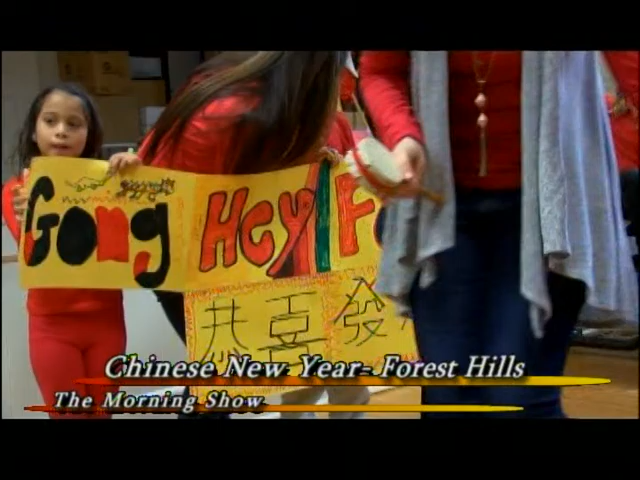 Gong Hey F
恭喜發
Chinese New Year- Forest Hills
The Morning Show